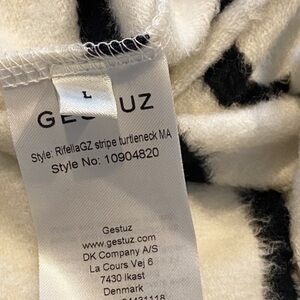 L
GESTUZ
Style: RifellaGZ stripe turtleneck MA
Style No: 10904820
Gestuz
www.gestuz.com
DK Company A/S
La Cours Vej 6
7430 Ikast
Denmark